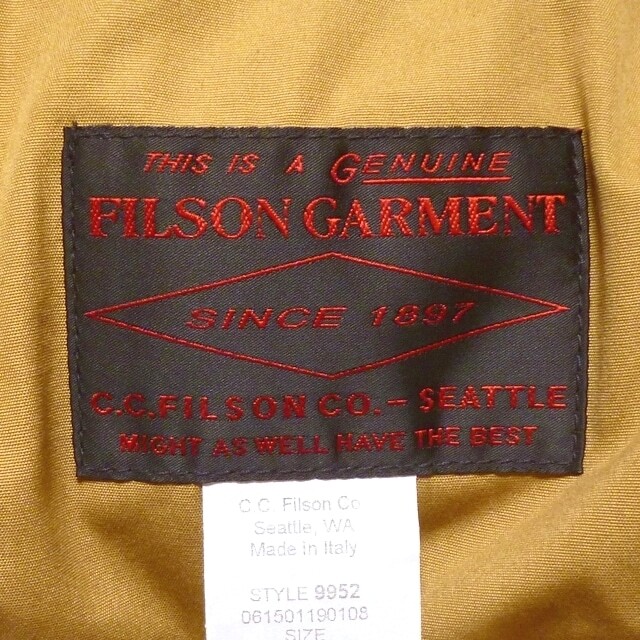 THIS IS A GENUINE
FILSON GARMENT
SINCE 1897
C.C. FILSON CO. – SEATTLE
MIGHT AS WELL HAVE THE BEST
C.C. Filson Co
Seattle, WA
Made in Italy
STYLE 9952
061501190108
SIZE